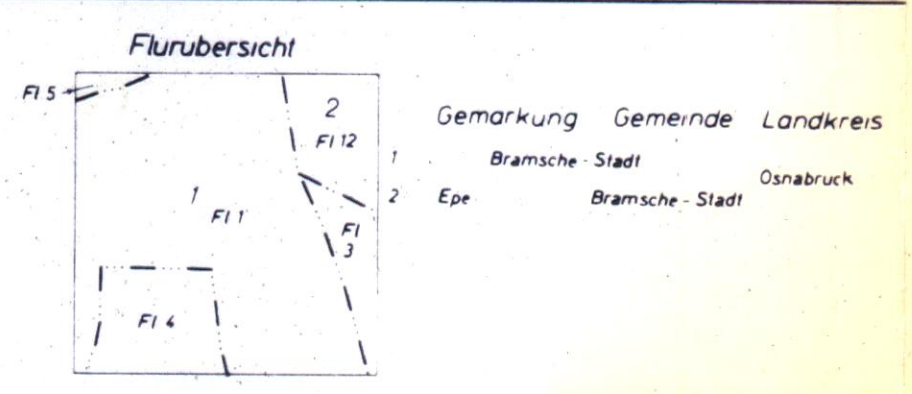 Flurubersicht
Fl 5
2
Fl 12
1
Fl 1
Fl 3
Fl 4
Gemarkung Gemeinde Landkreis
1 Bramsche - Stadt
Osnabruck
2 Epe Bramsche - Stadt